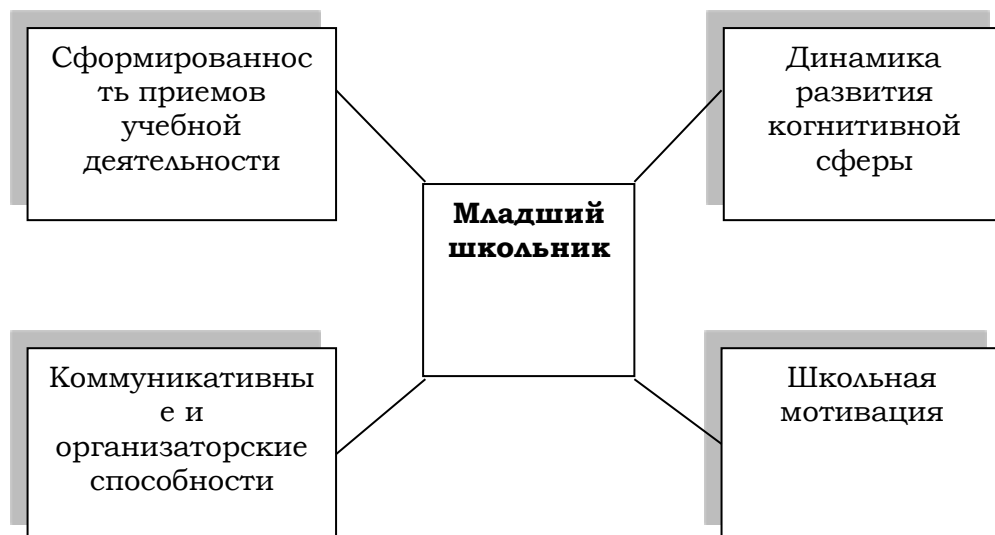 Сформированнос
ть приемов
учебной
деятельности
Динамика
развития
когнитивной
сферы
Младший
школьник
Коммуникативны
е и
организаторские
способности
Школьная
мотивация